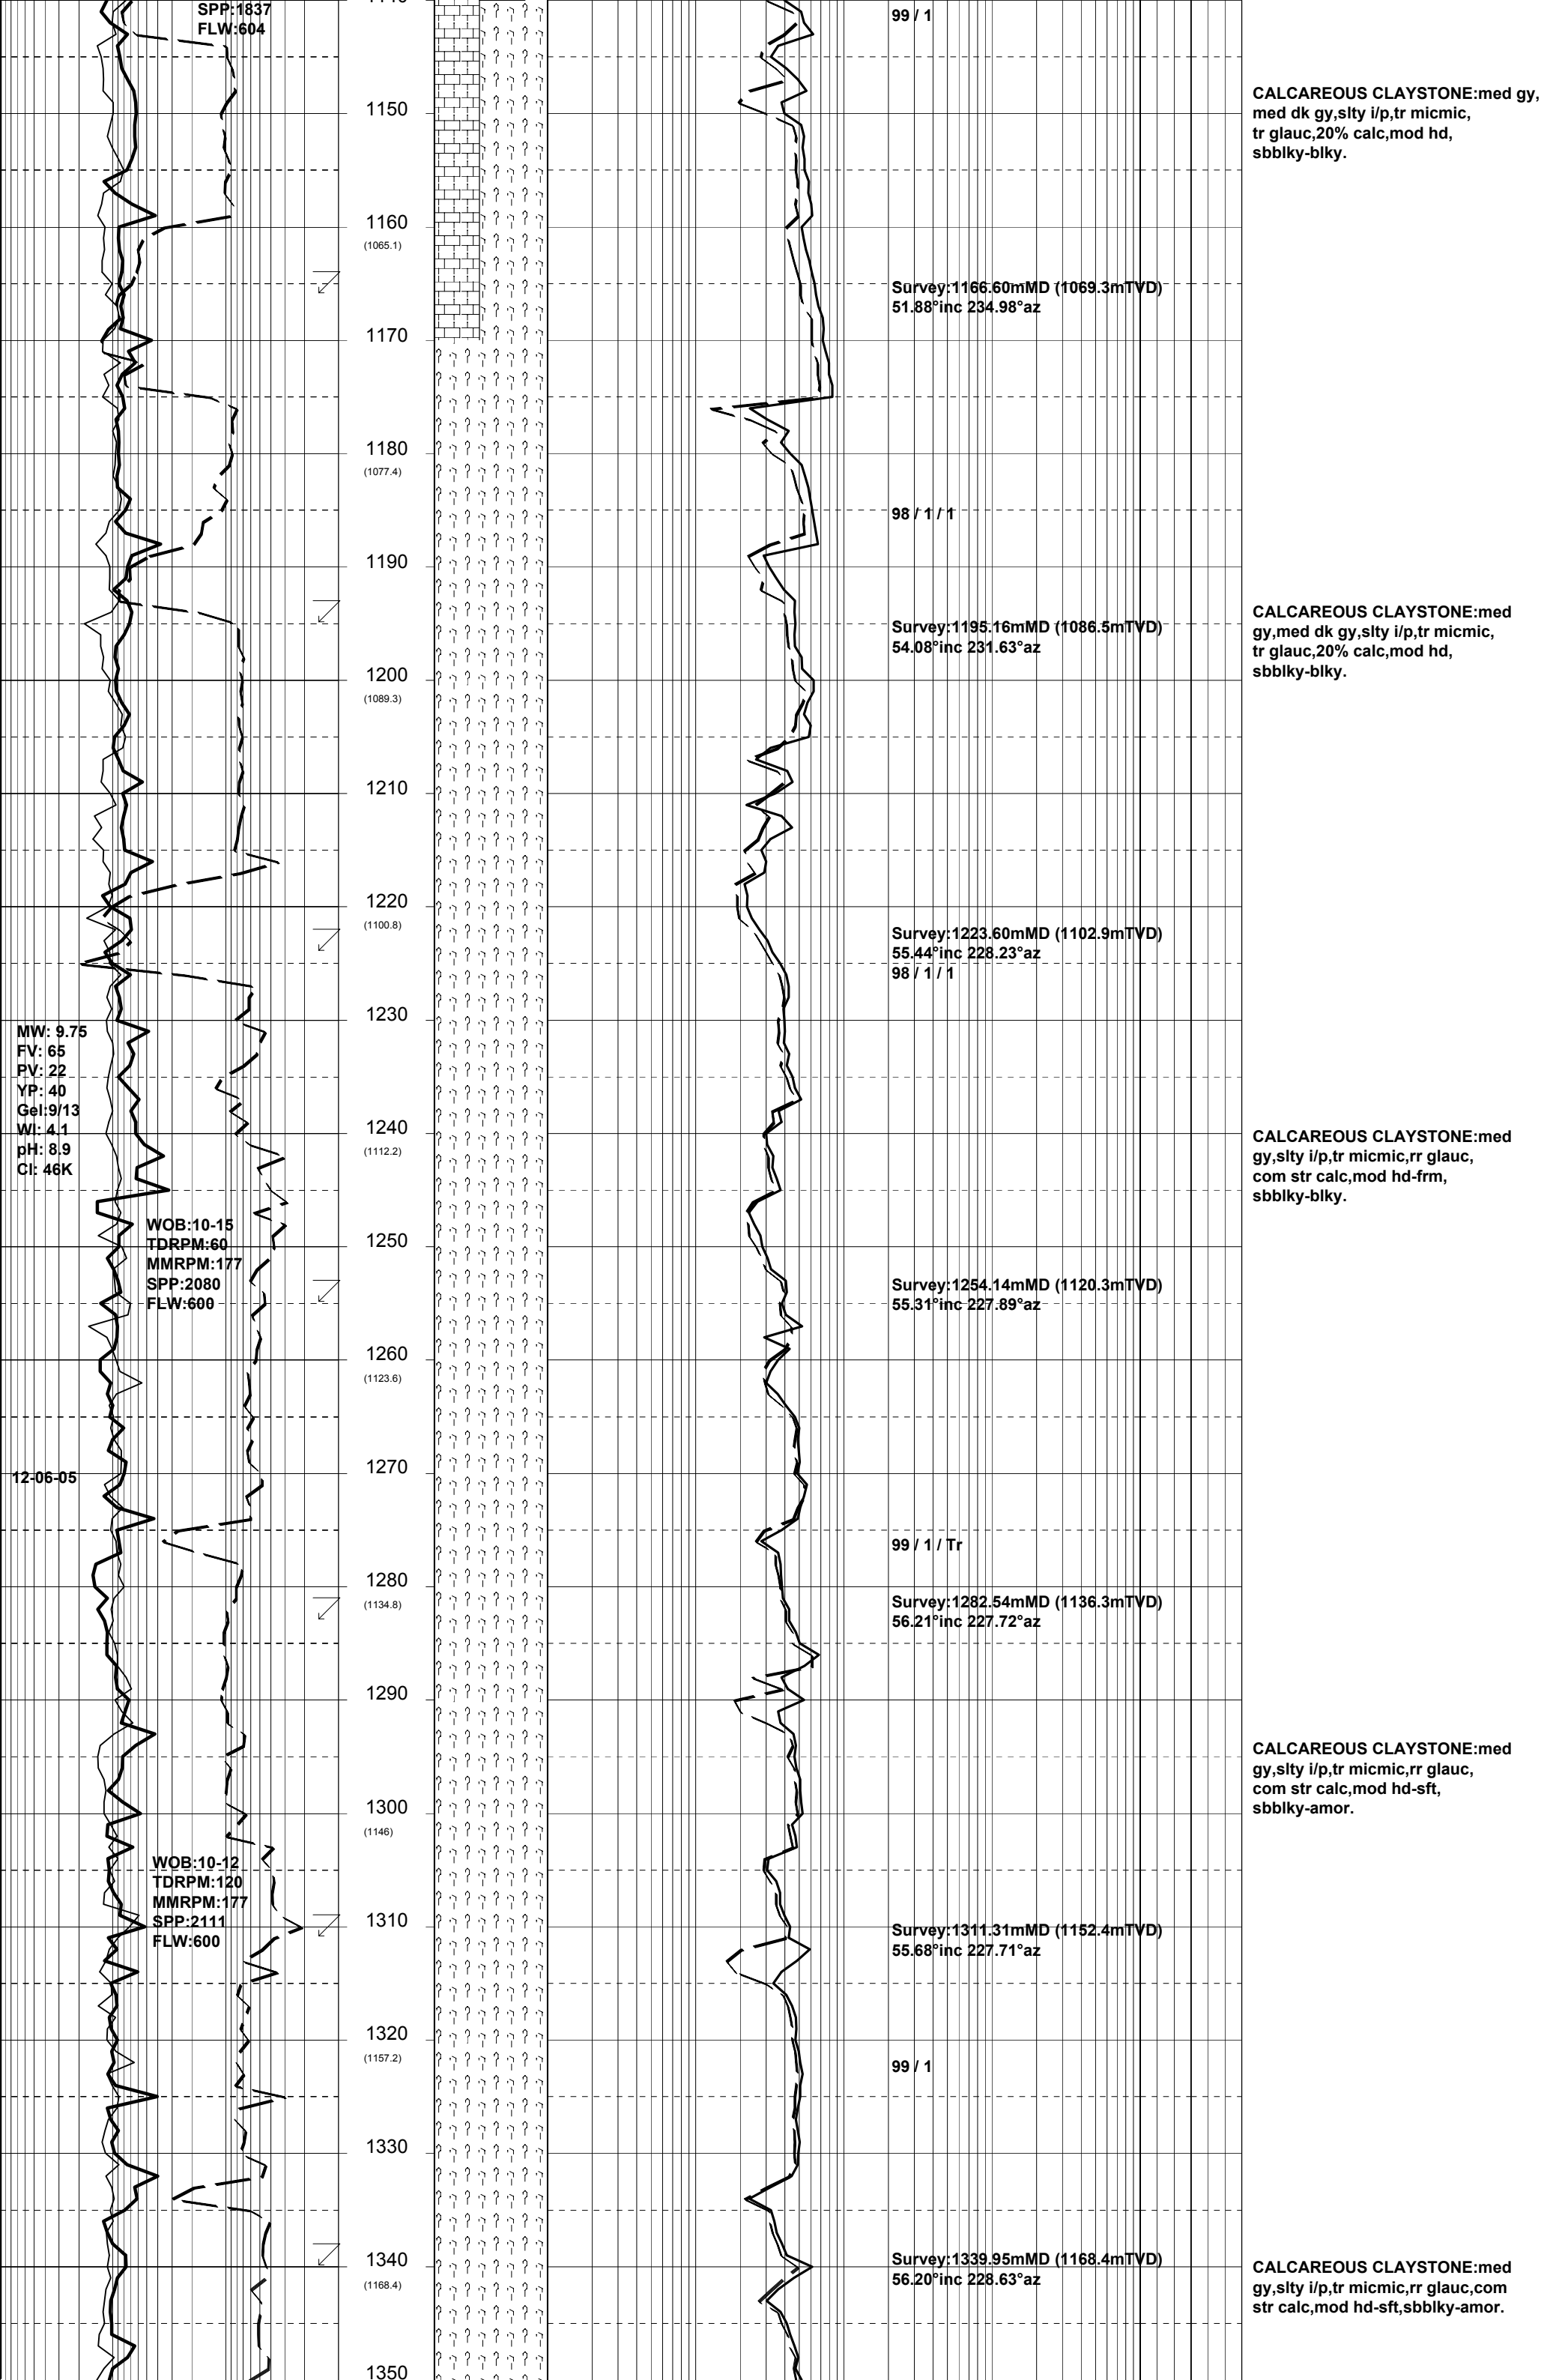 SPP:1837
FLW:604
99 / 1
CALCAREOUS CLAYSTONE:med gy,
med dk gy,slty i/p,tr micmic,
tr glauc,20% calc,mod hd,
sbblky-blky.
1150
1160
(1065.1)
Survey:1166.60mMD (1069.3mTVD)
51.88°inc 234.98°az
1170
1180
(1077.4)
98 / 1 / 1
1190
CALCAREOUS CLAYSTONE:med
gy,med dk gy,slty i/p,tr micmic,
tr glauc,20% calc,mod hd,
sbblky-blky.
Survey:1195.16mMD (1086.5mTVD)
54.08°inc 231.63°az
1200
(1089.3)
1210
1220
(1100.8)
Survey:1223.60mMD (1102.9mTVD)
55.44°inc 228.23°az
98 / 1 / 1
1230
MW: 9.75
FV: 65
PV: 22
YP: 40
Gel:9/13
Wl: 4.1
pH: 8.9
Cl: 46K
1240
(1112.2)
CALCAREOUS CLAYSTONE:med
gy,slty i/p,tr micmic,rr glauc,
com str calc,mod hd-frm,
sbblky-blky.
WOB:10-15
TDRPM:60
MMRPM:177
SPP:2080
FLW:600
1250
Survey:1254.14mMD (1120.3mTVD)
55.31°inc 227.89°az
1260
(1123.6)
1270
12-06-05
99 / 1 / Tr
1280
(1134.8)
Survey:1282.54mMD (1136.3mTVD)
56.21°inc 227.72°az
1290
CALCAREOUS CLAYSTONE:med
gy,slty i/p,tr micmic,rr glauc,
com str calc,mod hd-sft,
sbblky-amor.
1300
(1146)
WOB:10-12
TDRPM:120
MMRPM:177
SPP:2111
FLW:600
1310
Survey:1311.31mMD (1152.4mTVD)
55.68°inc 227.71°az
1320
(1157.2)
99 / 1
1330
1340
(1168.4)
Survey:1339.95mMD (1168.4mTVD)
56.20°inc 228.63°az
CALCAREOUS CLAYSTONE:med
gy,slty i/p,tr micmic,rr glauc,com
str calc,mod hd-sft,sbblky-amor.
1350